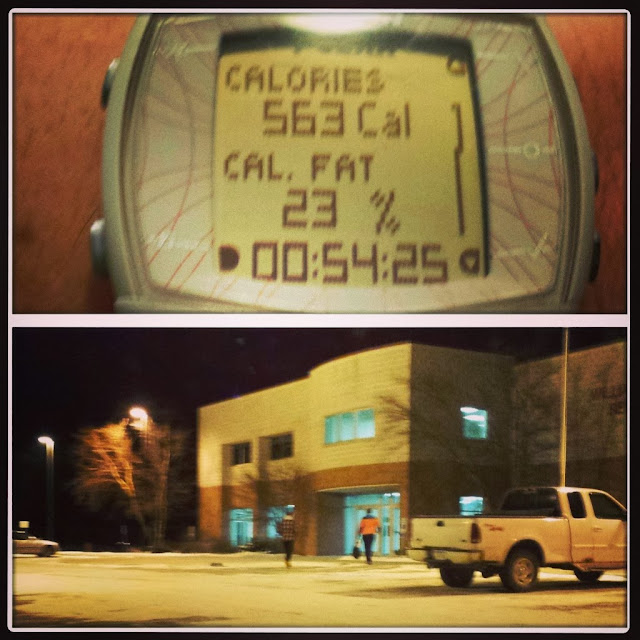 CALORIES
563 Cal
CAL. FAT
23 %
00:54:25